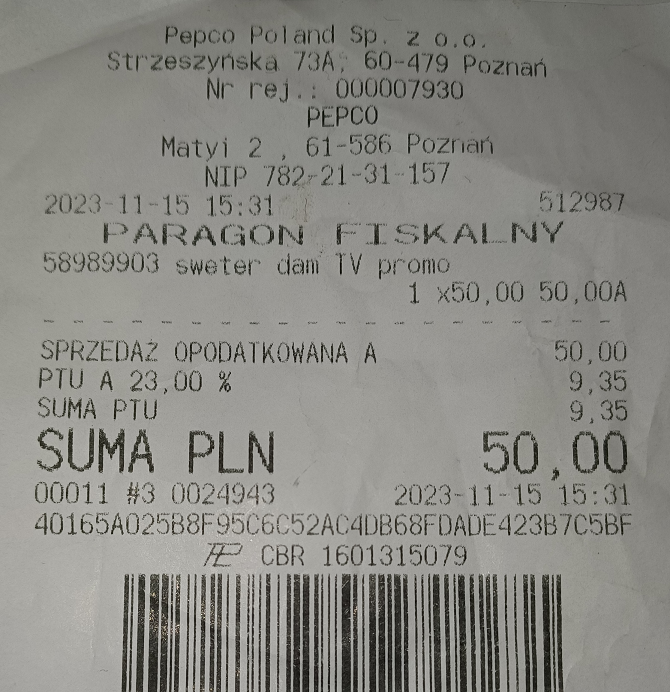 Pepco Poland Sp. z o.o.
Strzeszyńska 73A, 60-479 Poznań
Nr rej.: 000007930
PEPCO
Matyi 2 , 61-586 Poznań
NIP 782-21-31-157
2023-11-15 15:31 512987
PARAGON FISKALNY
58989903 sweter dam TV promo
1 x50,00 50,00A
SPRZEDAŻ OPODATKOWANA A 50,00
PTU A 23,00 % 9,35
SUMA PTU 9,35
SUMA PLN 50,00
00011 #3 0024943 2023-11-15 15:31
40165A025B8F95C6C52AC4DB68FDADE423B7C5BF
CBR 1601315079